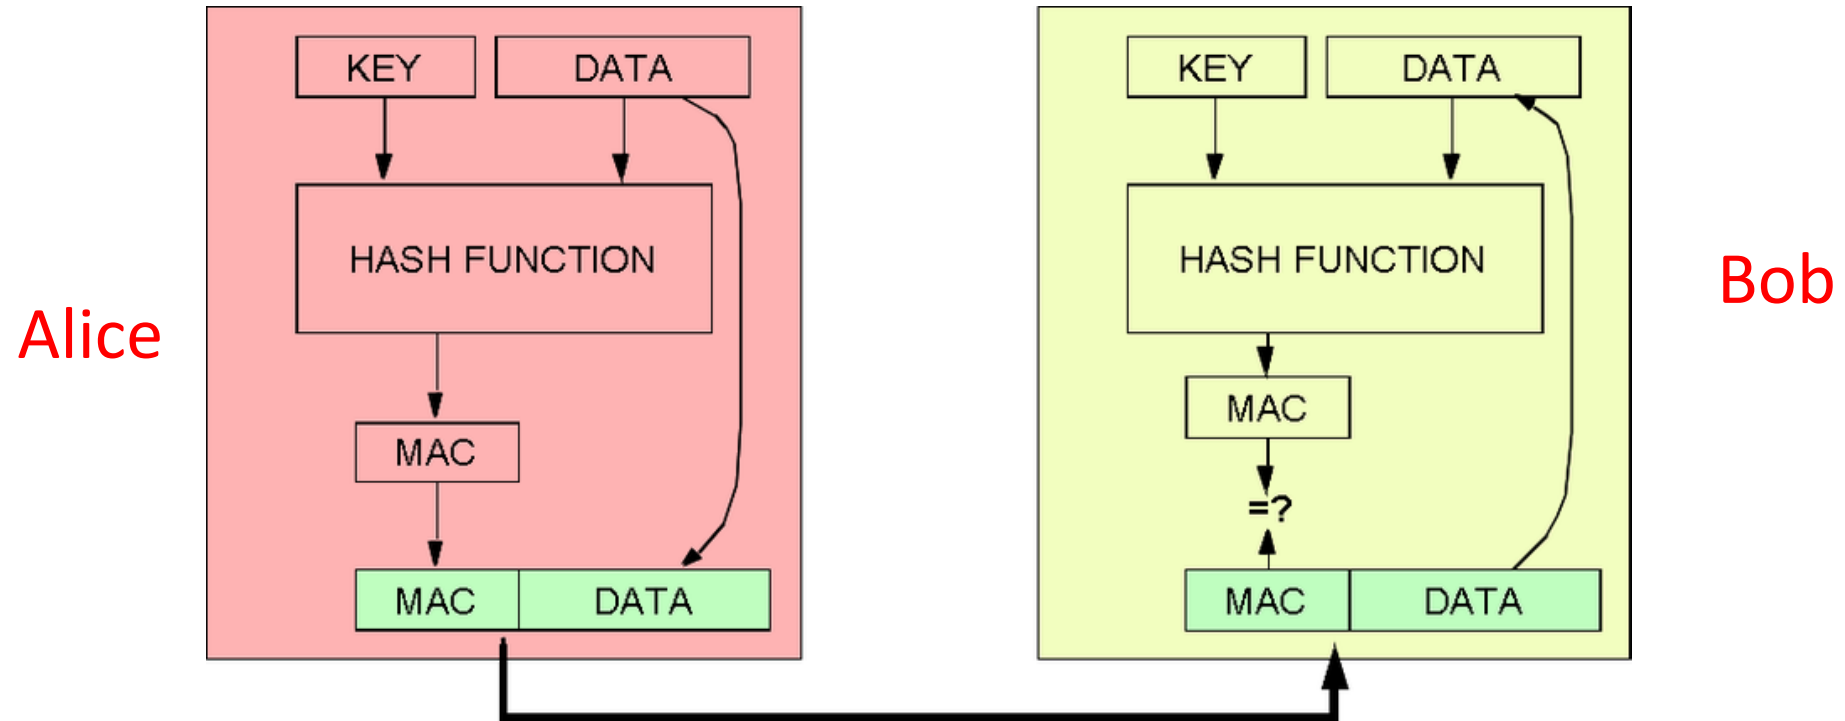 Alice
KEY
DATA
HASH FUNCTION
MAC
MAC
DATA
KEY
DATA
HASH FUNCTION
MAC
=?
MAC
DATA
Bob